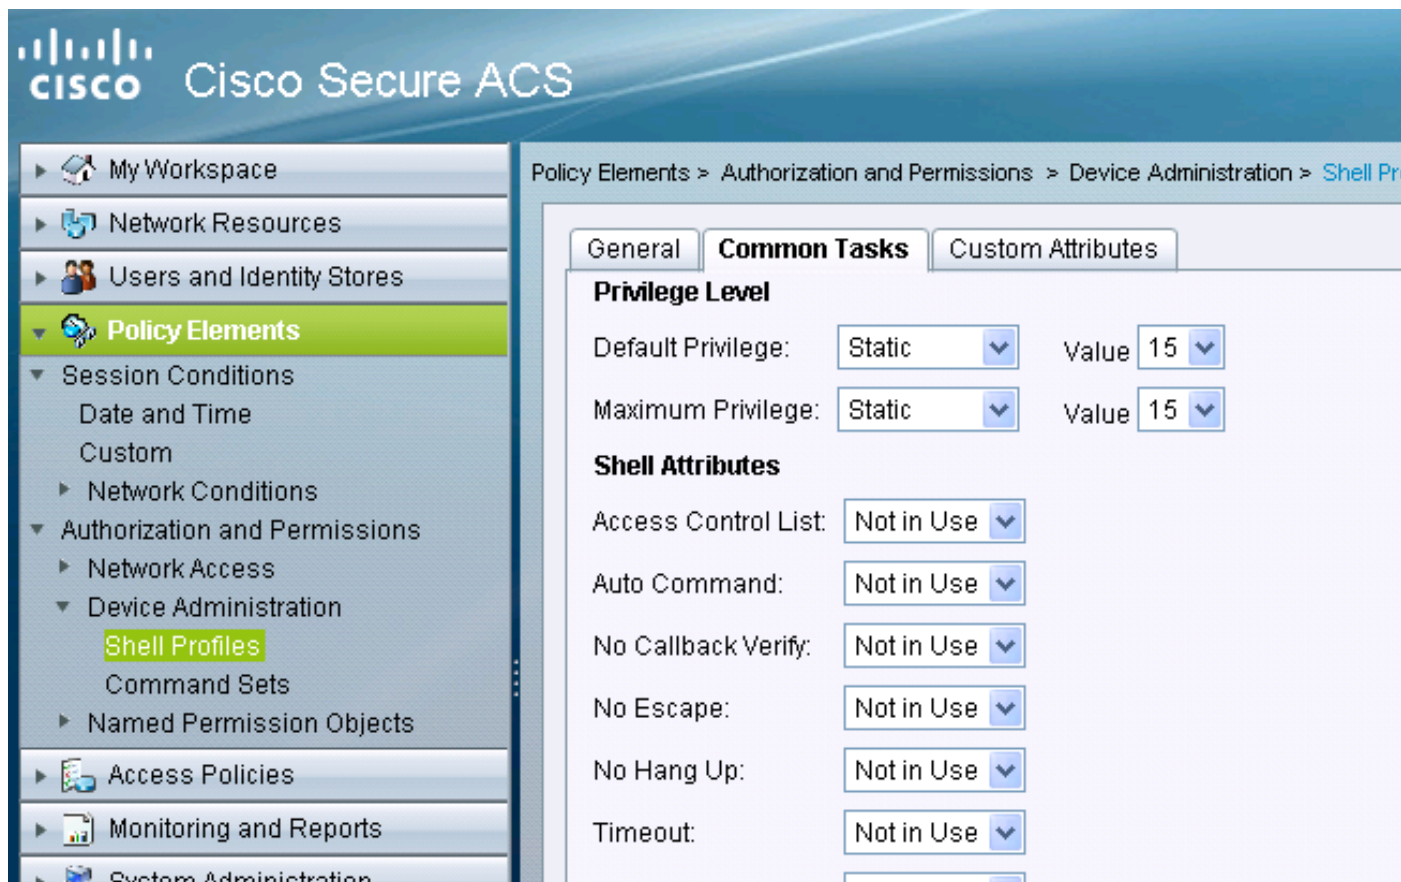 CISCO Cisco Secure ACS
My Workspace
Network Resources
Users and Identity Stores
Policy Elements
Session Conditions
Date and Time
Custom
Network Conditions
Authorization and Permissions
Network Access
Device Administration
Shell Profiles
Command Sets
Named Permission Objects
Access Policies
Monitoring and Reports
System Administration
Policy Elements > Authorization and Permissions > Device Administration > Shell Pr
General Common Tasks Custom Attributes
Privilege Level
Default Privilege: Static Value 15
Maximum Privilege: Static Value 15
Shell Attributes
Access Control List: Not in Use
Auto Command: Not in Use
No Callback Verify: Not in Use
No Escape: Not in Use
No Hang Up: Not in Use
Timeout: Not in Use